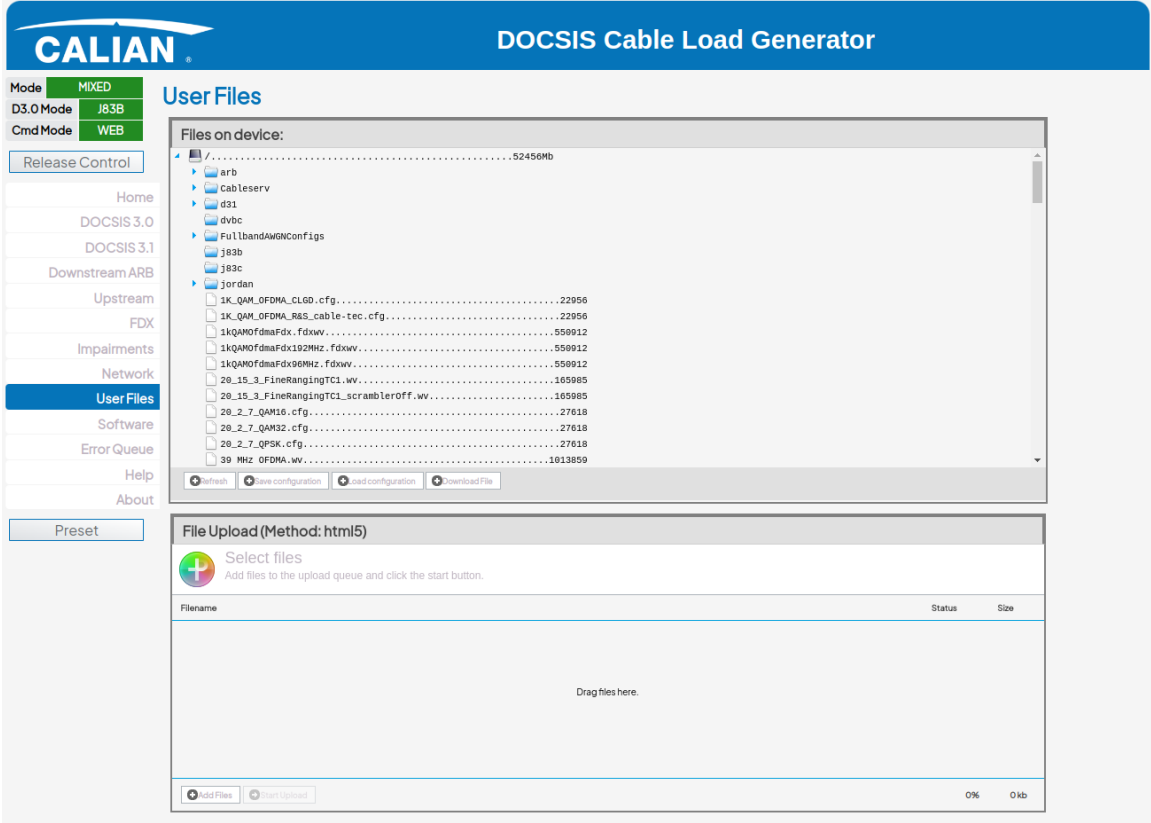 CALIAN ®
DOCSIS Cable Load Generator
Mode MIXED
D3.0 Mode J83B
Cmd Mode WEB
Release Control
Home
DOCSIS 3.0
DOCSIS 3.1
Downstream ARB
Upstream
FDX
Impairments
Network
User Files
Software
Error Queue
Help
About
Preset
User Files
Files on device:
/....................................................52456Mb
arb
Cableserv
d31
dvbc
FullbandAWGNConfigs
j83b
j83c
jordan
1K_QAM_OFDMA_CLGD.cfg.........................................22956
1K_QAM_OFDMA_R&S_cable-tec.cfg................................22956
1kQAMOfdmaFdx.fdxwv..........................................550912
1kQAMOfdmaFdx192MHz.fdxwv....................................550912
1kQAMOfdmaFdx96MHz.fdxwv.....................................550912
20_15_3_FineRangingTC1.wv....................................165985
20_15_3_FineRangingTC1_scramblerOff.wv.......................165985
20_2_7_QAM16.cfg..............................................27618
20_2_7_QAM32.cfg..............................................27618
20_2_7_QPSK.cfg...............................................27618
39 MHz OFDMA.wv.............................................1013859
Refresh Save configuration Load configuration Download File
File Upload (Method: html5)
Select files
Add files to the upload queue and click the start button.
Filename Status Size
Drag files here.
Add Files Start Upload 0% 0 kb